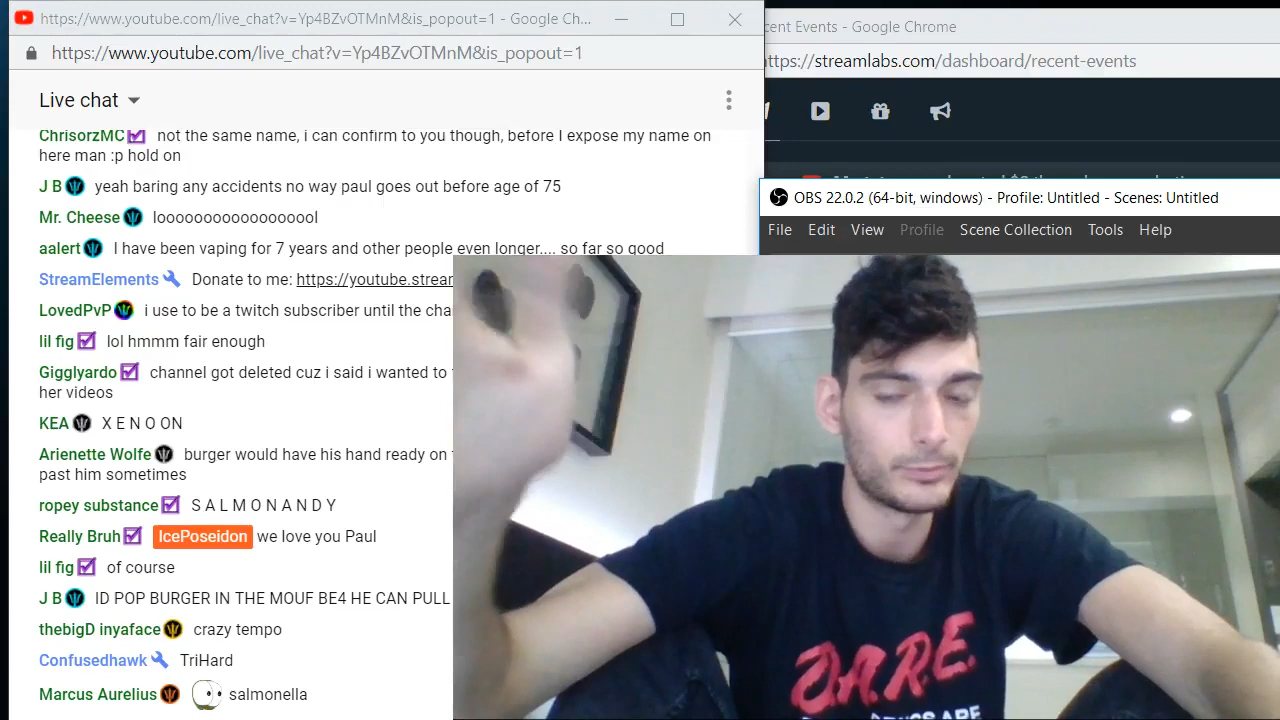 https://www.youtube.com/live_chat?v=Yp4BZvOTMnM&is_popout=1 - Google Ch...
https://www.youtube.com/live_chat?v=Yp4BZvOTMnM&is_popout=1
cent Events - Google Chrome
https://streamlabs.com/dashboard/recent-events
Live chat
ChrisorzMC not the same name, i can confirm to you though, before I expose my name on
here man :p hold on
J B yeah baring any accidents no way paul goes out before age of 75
Mr. Cheese looooooooooooooooool
aalert I have been vaping for 7 years and other people even longer.... so far so good
StreamElements Donate to me: https://youtube.strear
LovedPvP i use to be a twitch subscriber until the cha
lil fig lol hmmm fair enough
Gigglyardo channel got deleted cuz i said i wanted to
her videos
KEA X E N O ON
Arienette Wolfe burger would have his hand ready on
past him sometimes
ropey substance S A L M O N A N D Y
Really Bruh IcePoseidon we love you Paul
lil fig of course
J B ID POP BURGER IN THE MOUF BE4 HE CAN PULL
thebigD inyaface crazy tempo
Confusedhawk TriHard
Marcus Aurelius salmonella
OBS 22.0.2 (64-bit, windows) - Profile: Untitled - Scenes: Untitled
File Edit View Profile Scene Collection Tools Help
D.A.R.E.